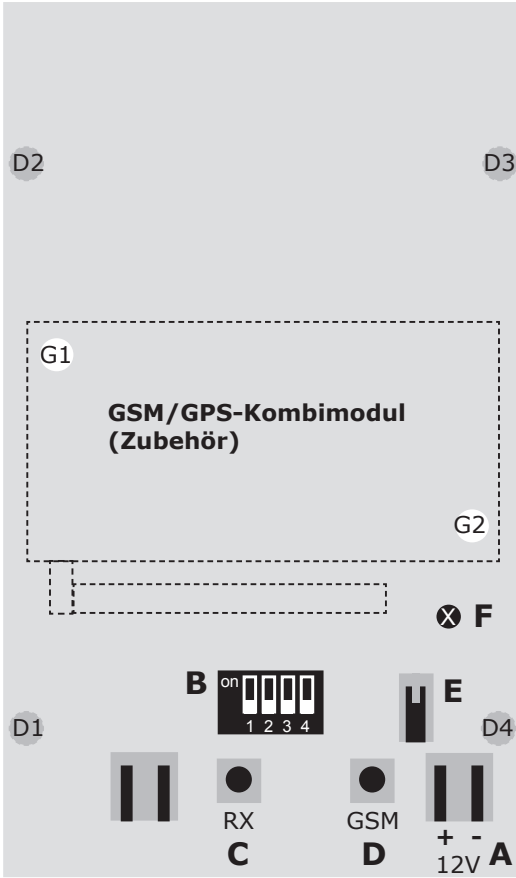 D2
D3
G1
GSM/GPS-Kombimodul
(Zubehör)
G2
X F
B
on
1 2 3 4
E
D1
D4
RX
GSM
+ -
C
D
12V A